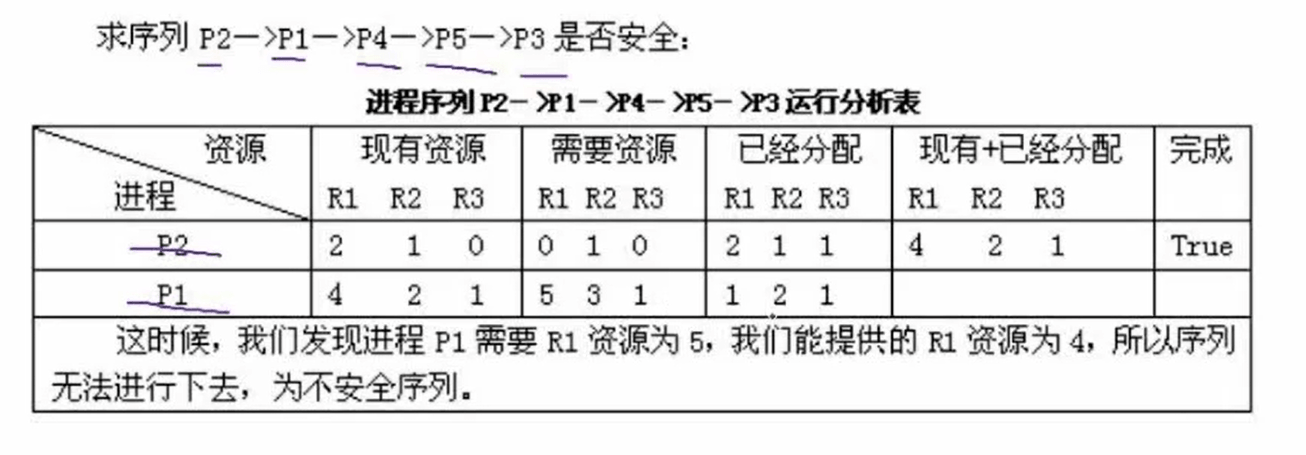 求序列 P2—>P1—>P4—>P5—>P3 是否安全：
进程序列 P2—>P1—>P4—>P5—>P3 运行分析表
资源 现有资源 需要资源 已经分配 现有+已经分配 完成
进程 R1 R2 R3 R1 R2 R3 R1 R2 R3 R1 R2 R3
P2 2 1 0 0 1 0 2 1 1 4 2 1 True
P1 4 2 1 5 3 1 1 2 1
这时候，我们发现进程 P1 需要 R1 资源为 5，我们能提供的 R1 资源为 4，所以序列
无法进行下去，为不安全序列。